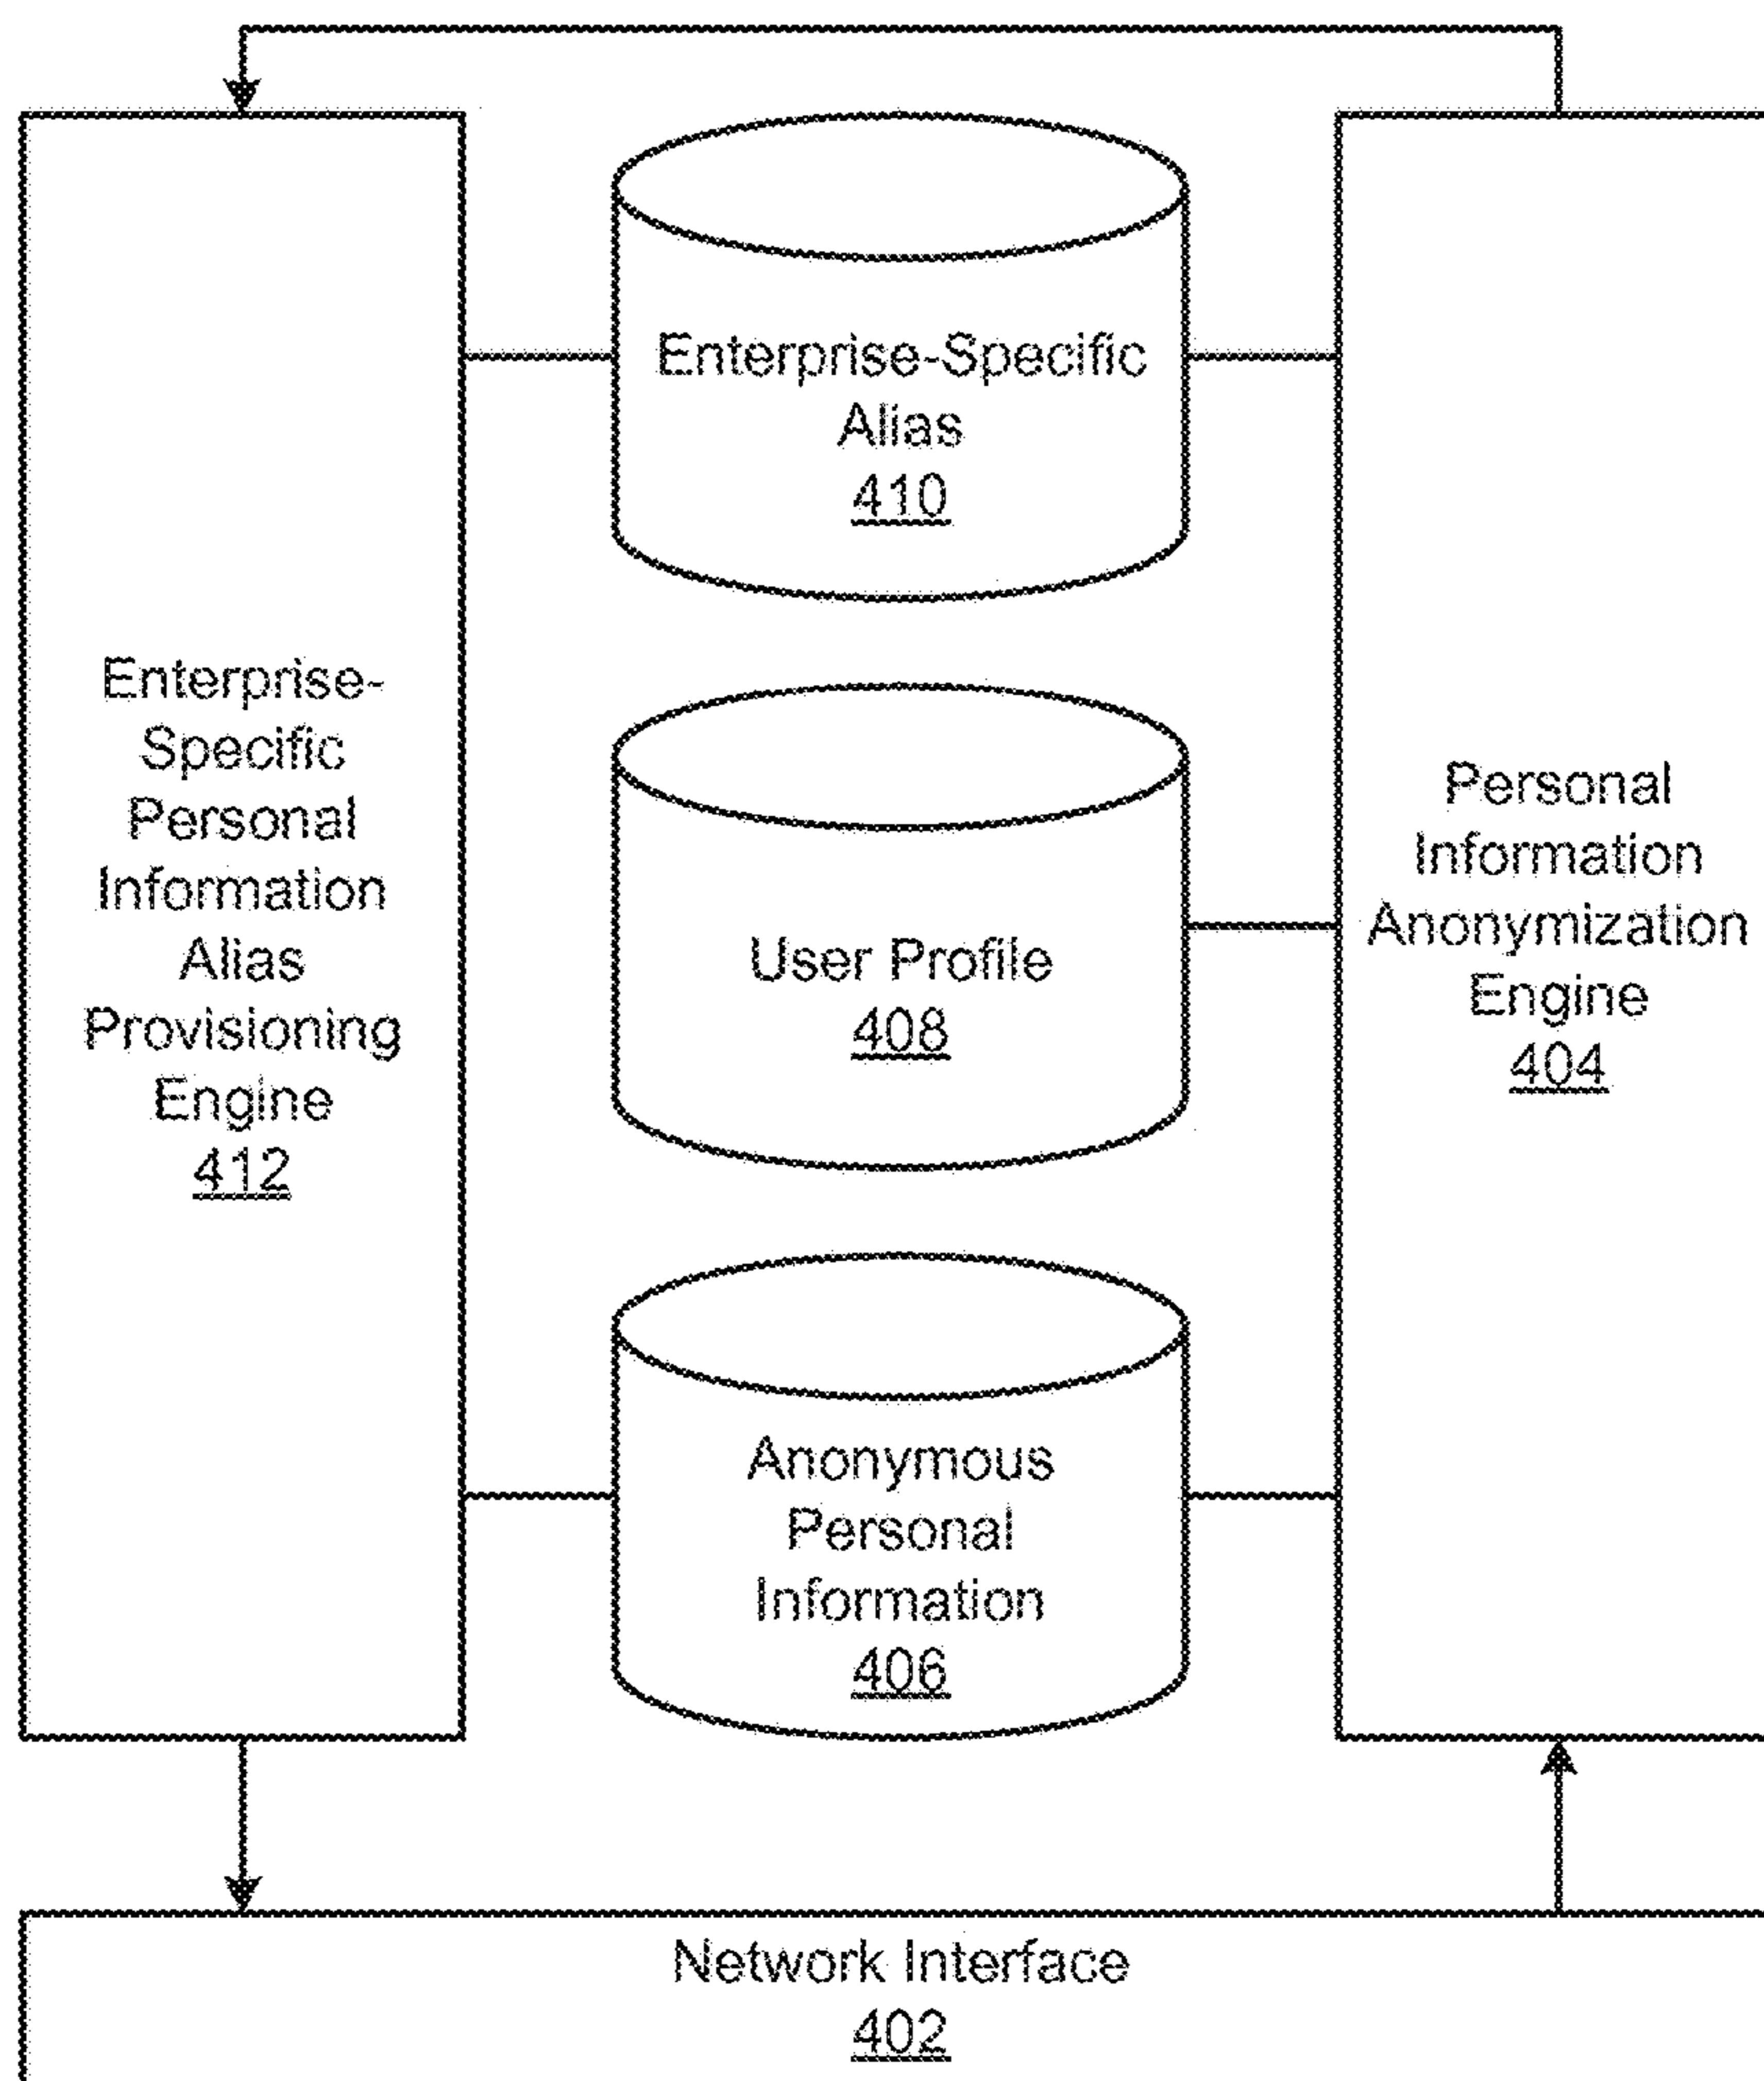 Enterprise-Specific
Alias
410
Enterprise-
Specific
Personal
Information
Alias
Provisioning
Engine
412
User Profile
408
Personal
Information
Anonymization
Engine
404
Anonymous
Personal
Information
406
Network Interface
402